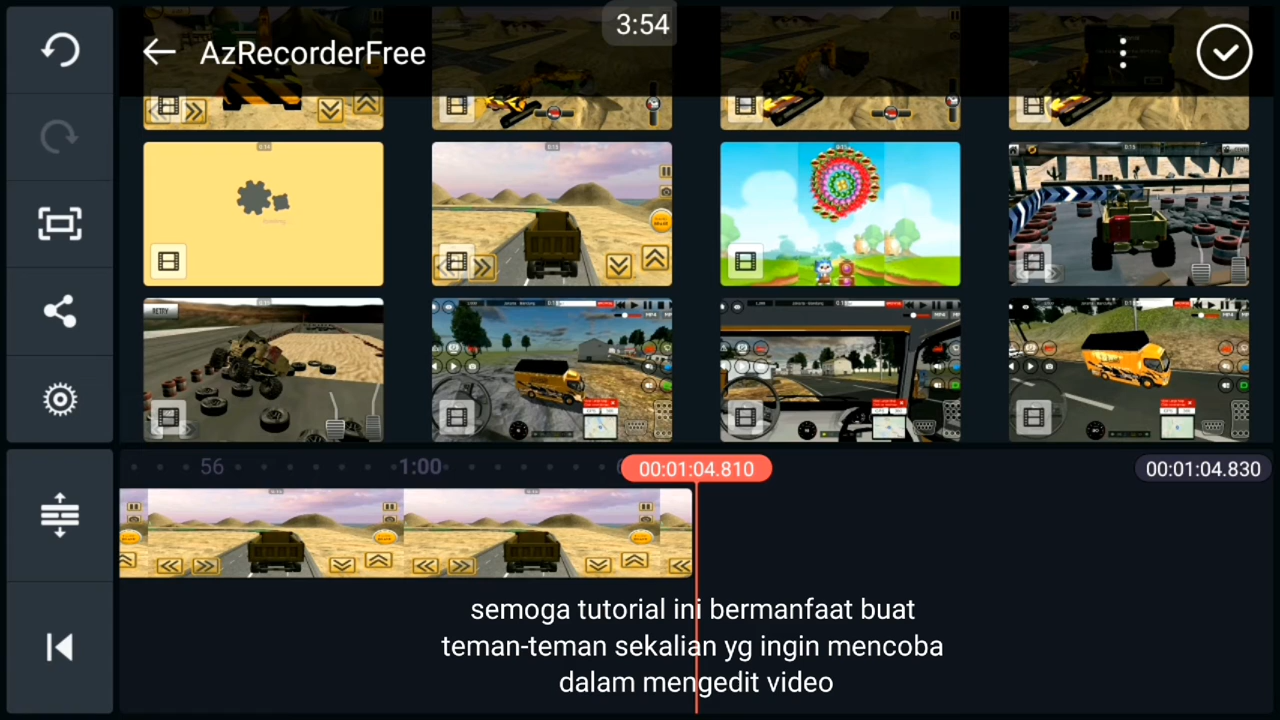 3:54
AzRecorderFree
RETRY
56
1:00
00:01:04.810
00:01:04.830
semoga tutorial ini bermanfaat buat
teman-teman sekalian yg ingin mencoba
dalam mengedit video